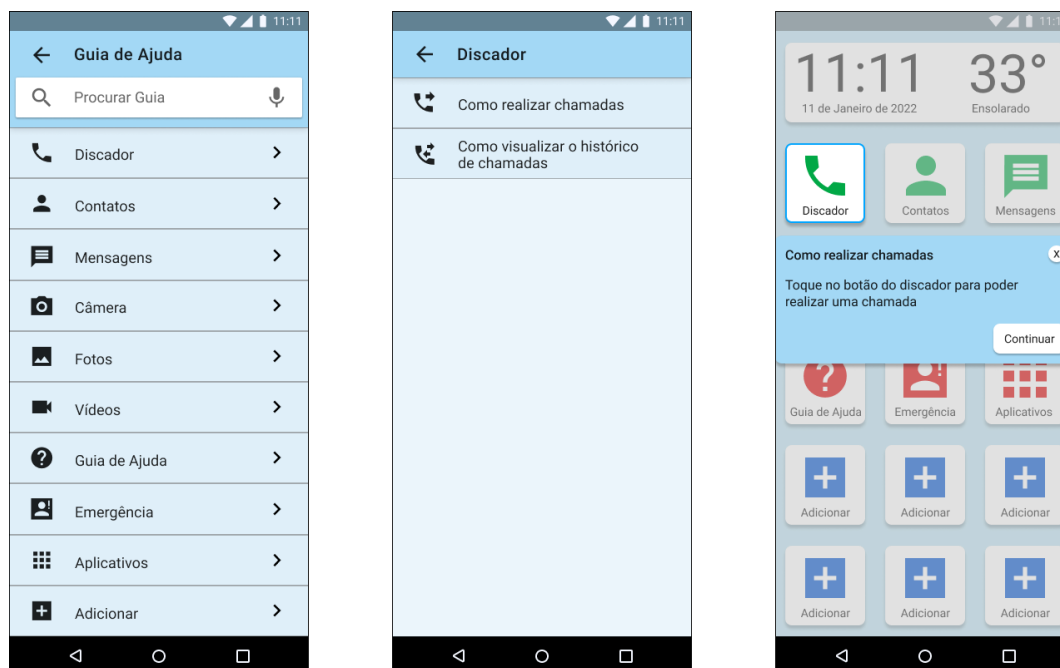 11:11
Guia de Ajuda
Procurar Guia
Discador
Contatos
Mensagens
Câmera
Fotos
Vídeos
Guia de Ajuda
Emergência
Aplicativos
Adicionar
11:11
Discador
Como realizar chamadas
Como visualizar o histórico
de chamadas
11:1
11:11 33°
11 de Janeiro de 2022 Ensolarado
Discador Contatos Mensagens
Como realizar chamadas X
Toque no botão do discador para poder
realizar uma chamada
Continuar
Guia de Ajuda Emergência Aplicativos
Adicionar Adicionar Adicionar
Adicionar Adicionar Adicionar